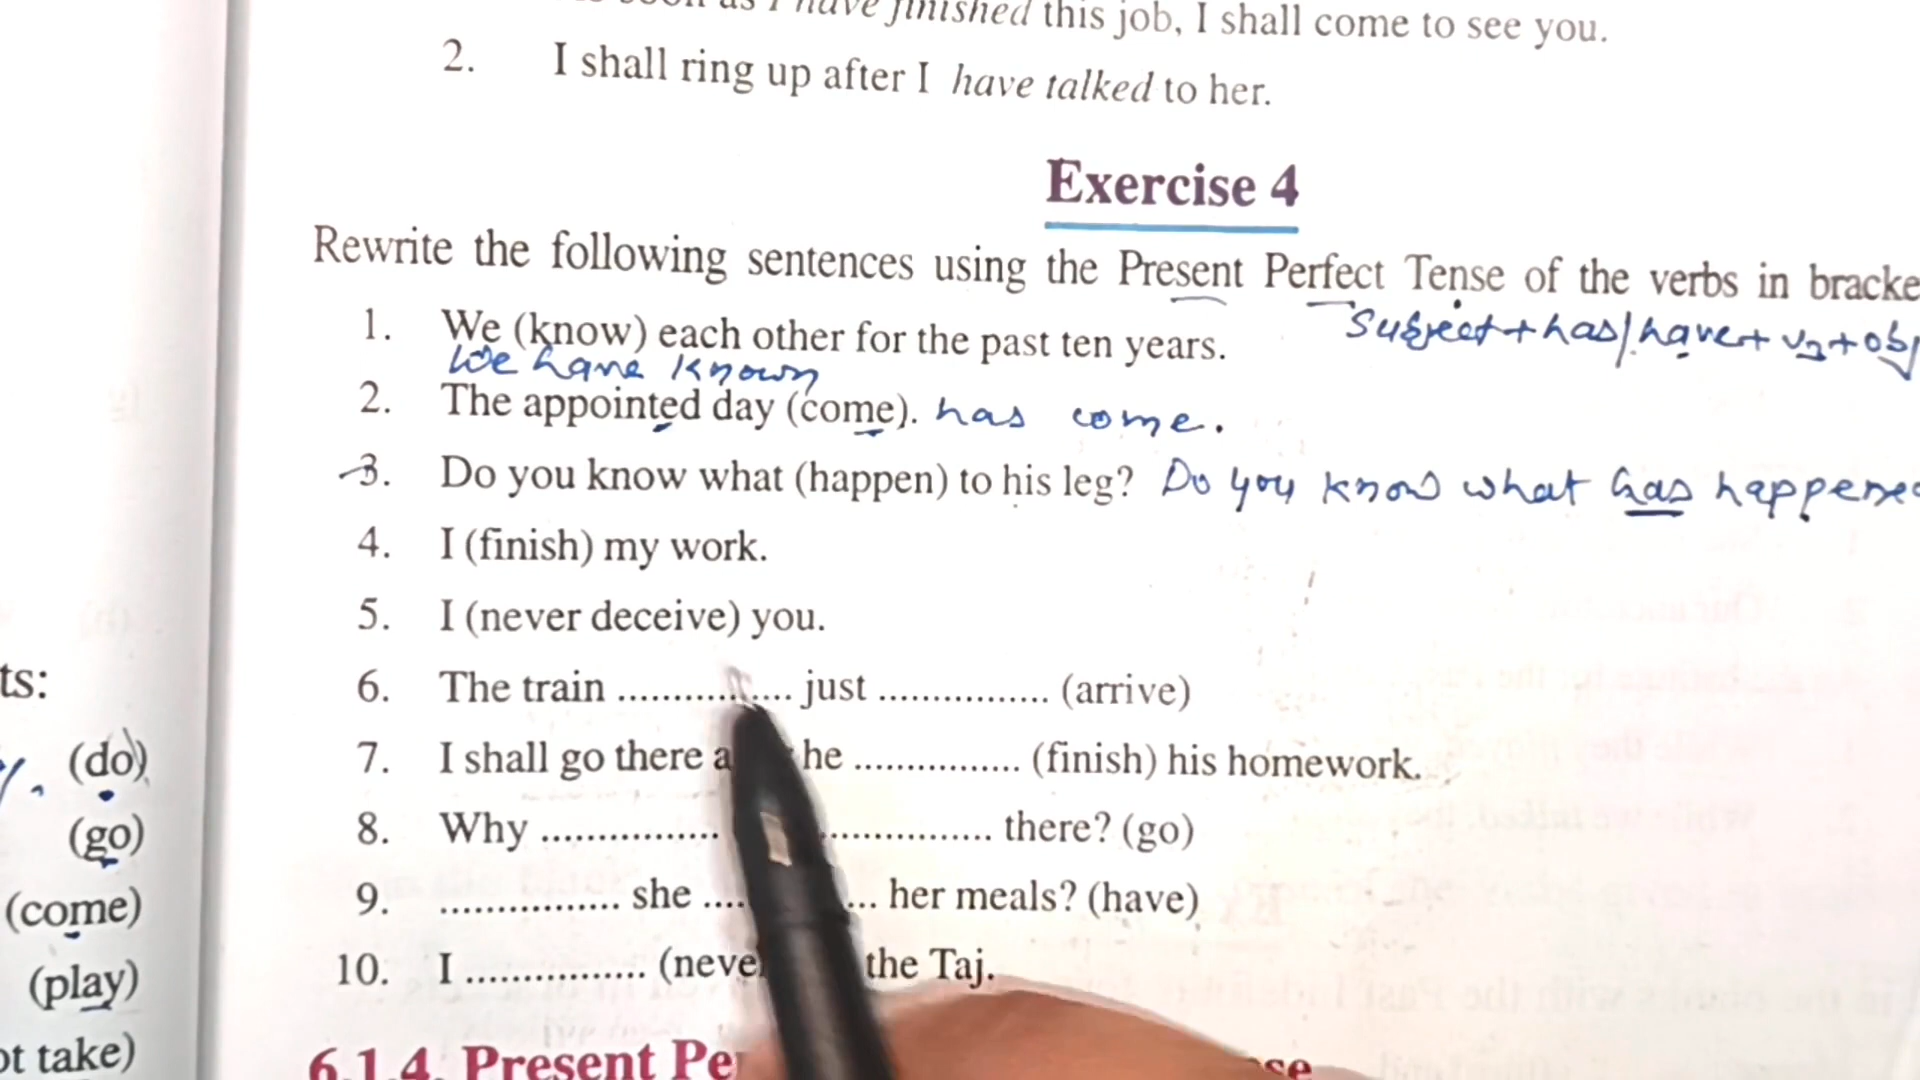 as I have finished this job, I shall come to see you.
2. I shall ring up after I have talked to her.
Exercise 4
Rewrite the following sentences using the Present Perfect Tense of the verbs in bracke
1. We (know) each other for the past ten years. Subject + has/have + v3 + obj
We have known
2. The appointed day (come). has come.
3. Do you know what (happen) to his leg? Do you know what has happened
4. I (finish) my work.
5. I (never deceive) you.
6. The train ................ just ................ (arrive)
7. I shall go there he ................ (finish) his homework.
8. Why ................ ................ there? (go)
9. ................ she .... ... her meals? (have)
10. I ................ (neve the Taj.
6.1.4. Present Pe se
ts:
(do)
(go)
(come)
(play)
ot take)